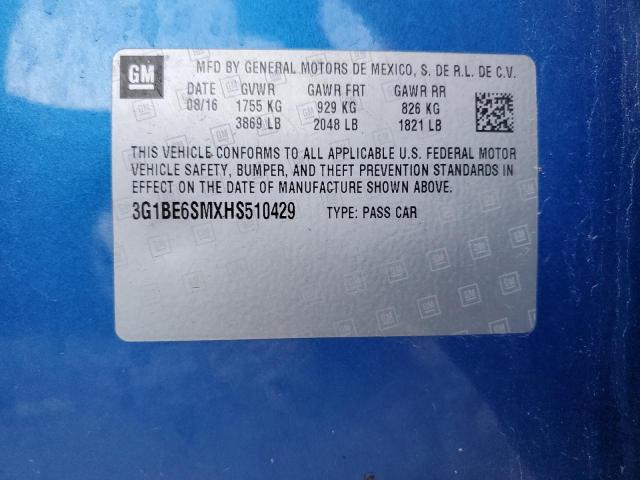 GM
MFD BY GENERAL MOTORS DE MEXICO, S. DE R.L. DE C.V.
DATE GVWR GAWR FRT GAWR RR
08/16 1755 KG 929 KG 826 KG
3869 LB 2048 LB 1821 LB
THIS VEHICLE CONFORMS TO ALL APPLICABLE U.S. FEDERAL MOTOR
VEHICLE SAFETY, BUMPER, AND THEFT PREVENTION STANDARDS IN
EFFECT ON THE DATE OF MANUFACTURE SHOWN ABOVE.
3G1BE6SMXHS510429 TYPE: PASS CAR